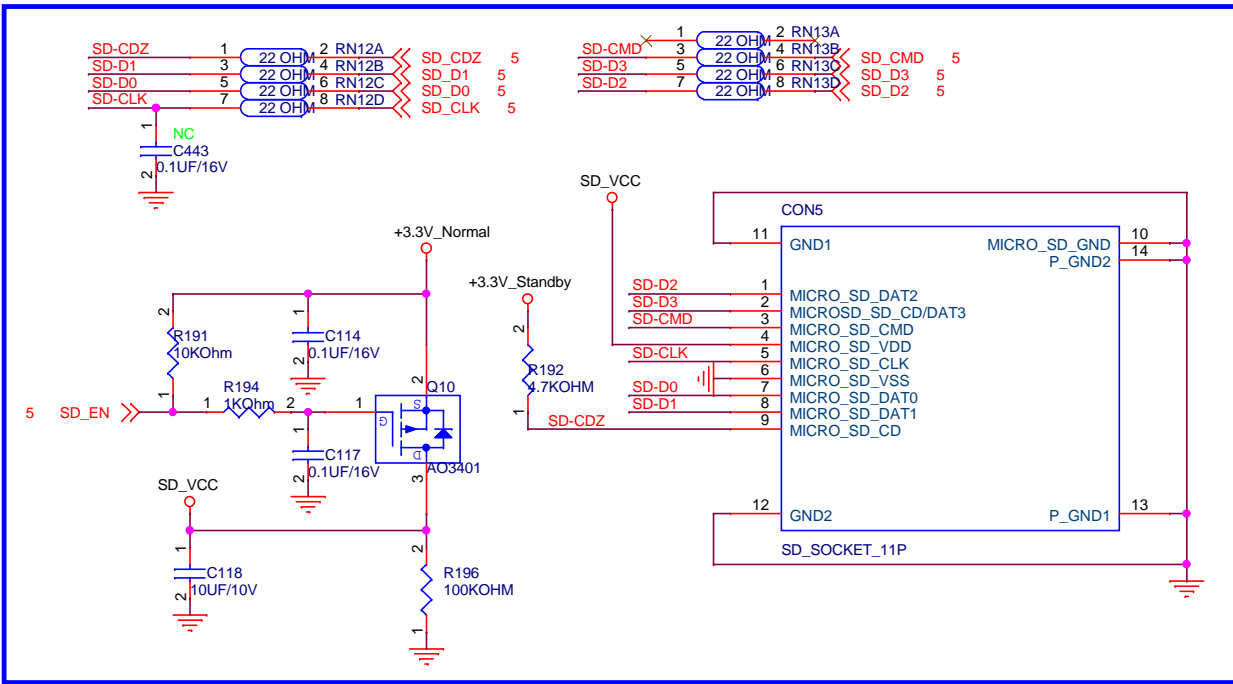 1 2 RN12A
SD-CDZ 22 OHM SD_CDZ 5
3 4 RN12B
SD-D1 22 OHM SD_D1 5
5 6 RN12C
SD-D0 22 OHM SD_D0 5
7 8 RN12D
SD-CLK 22 OHM SD_CLK 5
1 2 RN13A
22 OHM
SD-CMD 3 4 RN13B
22 OHM SD_CMD 5
SD-D3 5 6 RN13C
22 OHM SD_D3 5
SD-D2 7 8 RN13D
22 OHM SD_D2 5
1
NC
C443
0.1UF/16V
2
SD_VCC
+3.3V_Normal
+3.3V_Standby
CON5
11 GND1 MICRO_SD_GND 10
P_GND2 14
SD-D2 1 MICRO_SD_DAT2
SD-D3 2 MICROSD_SD_CD/DAT3
SD-CMD 3 MICRO_SD_CMD
4 MICRO_SD_VDD
SD-CLK 5 MICRO_SD_CLK
6 MICRO_SD_VSS
SD-D0 7 MICRO_SD_DAT0
SD-D1 8 MICRO_SD_DAT1
SD-CDZ 9 MICRO_SD_CD
12 GND2 P_GND1 13
SD_SOCKET_11P
2
R191
10KOhm
1
1
C114
0.1UF/16V
2
2
R192
4.7KOHM
1
5 SD_EN
R194
1 1KOhm 2
1
C117
0.1UF/16V
2
2 Q10
S
1 G
D
AO3401
3
SD_VCC
1
C118
10UF/10V
2
2
R196
100KOHM
1